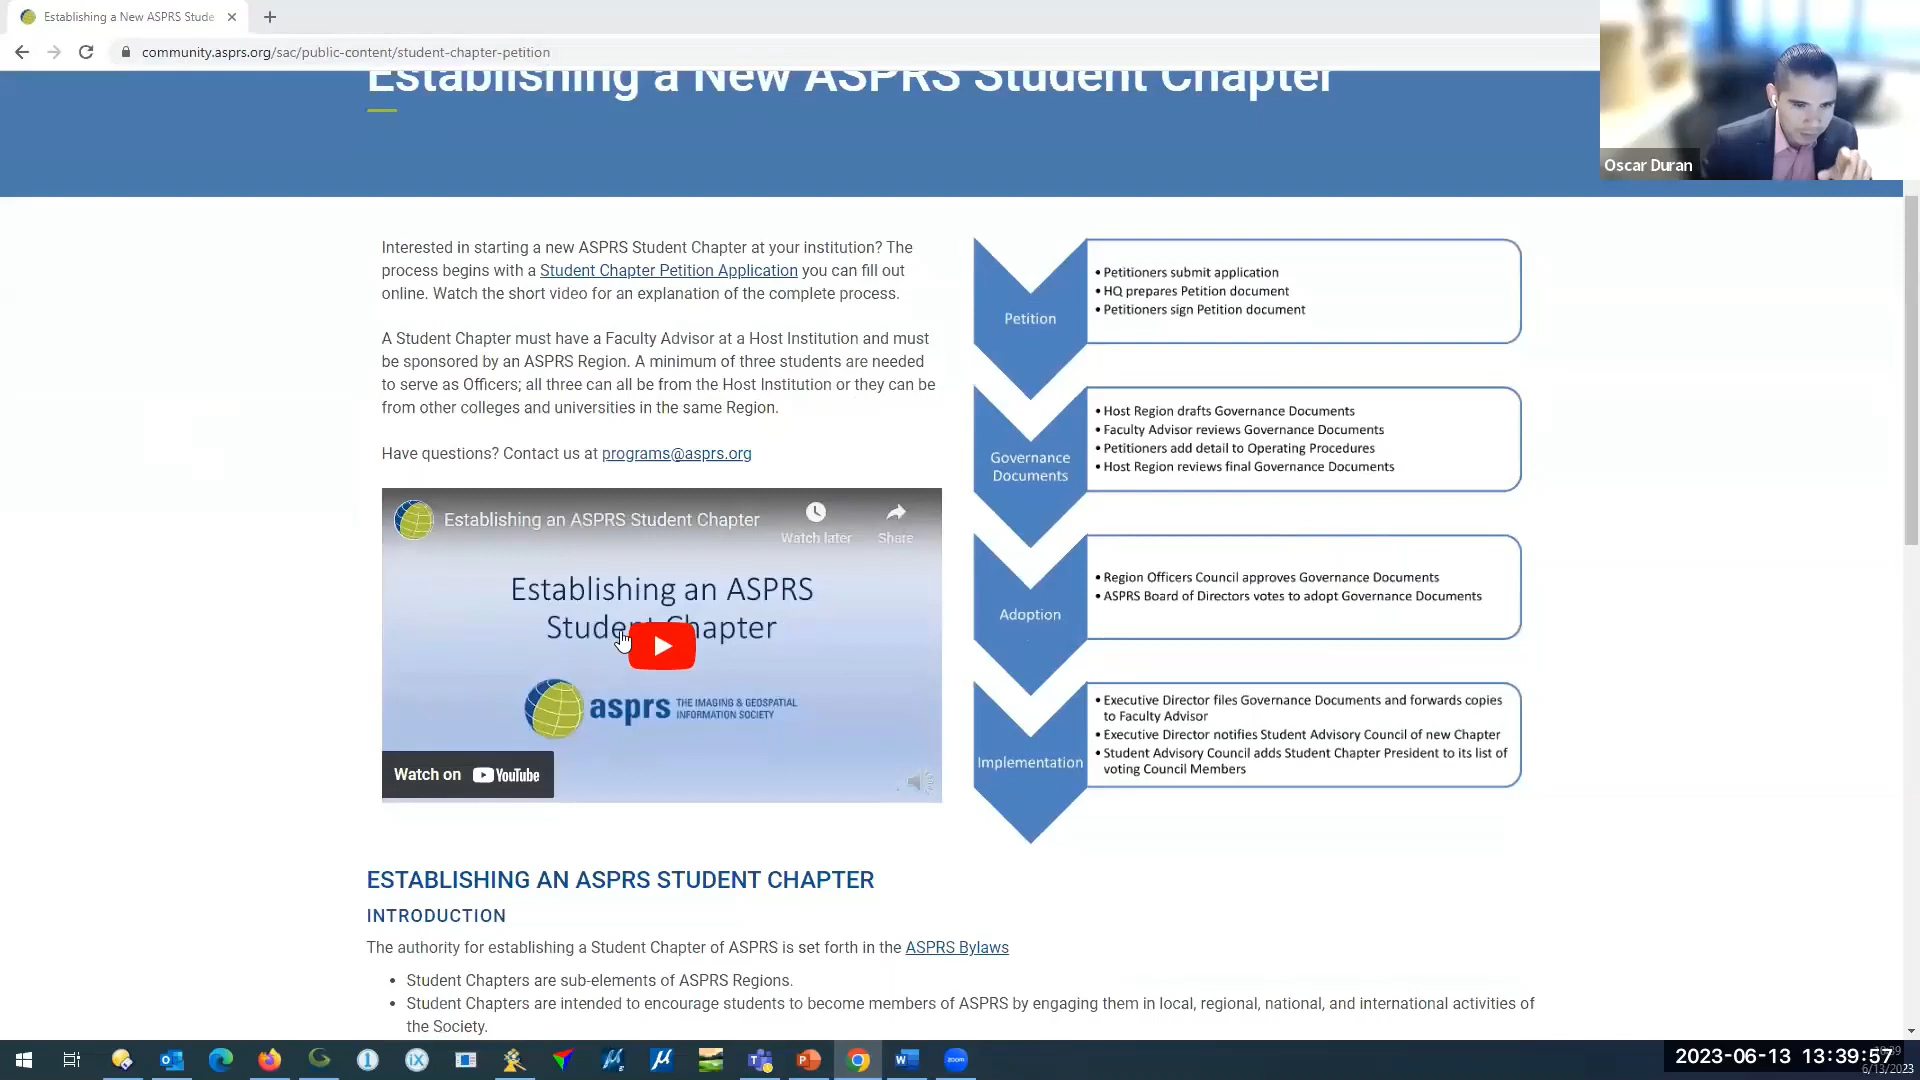 Establishing a New ASPRS Stude
community.asprs.org/sac/public-content/student-chapter-petition
Establishing a New ASPRS Student Chapter
Oscar Duran
Interested in starting a new ASPRS Student Chapter at your institution? The
process begins with a Student Chapter Petition Application you can fill out
online. Watch the short video for an explanation of the complete process.
A Student Chapter must have a Faculty Advisor at a Host Institution and must
be sponsored by an ASPRS Region. A minimum of three students are needed
to serve as Officers; all three can all be from the Host Institution or they can be
from other colleges and universities in the same Region.
Have questions? Contact us at programs@asprs.org
Establishing an ASPRS Student Chapter
Watch later
Share
Establishing an ASPRS
Student Chapter
asprs THE IMAGING & GEOSPATIAL
INFORMATION SOCIETY
Watch on YouTube
Petition
• Petitioners submit application
• HQ prepares Petition document
• Petitioners sign Petition document
Governance
Documents
• Host Region drafts Governance Documents
• Faculty Advisor reviews Governance Documents
• Petitioners add detail to Operating Procedures
• Host Region reviews final Governance Documents
Adoption
• Region Officers Council approves Governance Documents
• ASPRS Board of Directors votes to adopt Governance Documents
Implementation
• Executive Director files Governance Documents and forwards copies
to Faculty Advisor
• Executive Director notifies Student Advisory Council of new Chapter
• Student Advisory Council adds Student Chapter President to its list of
voting Council Members
ESTABLISHING AN ASPRS STUDENT CHAPTER
INTRODUCTION
The authority for establishing a Student Chapter of ASPRS is set forth in the ASPRS Bylaws
• Student Chapters are sub-elements of ASPRS Regions.
• Student Chapters are intended to encourage students to become members of ASPRS by engaging them in local, regional, national, and international activities of
the Society.
zoom
2023-06-13 13:39:57
6/13/2023